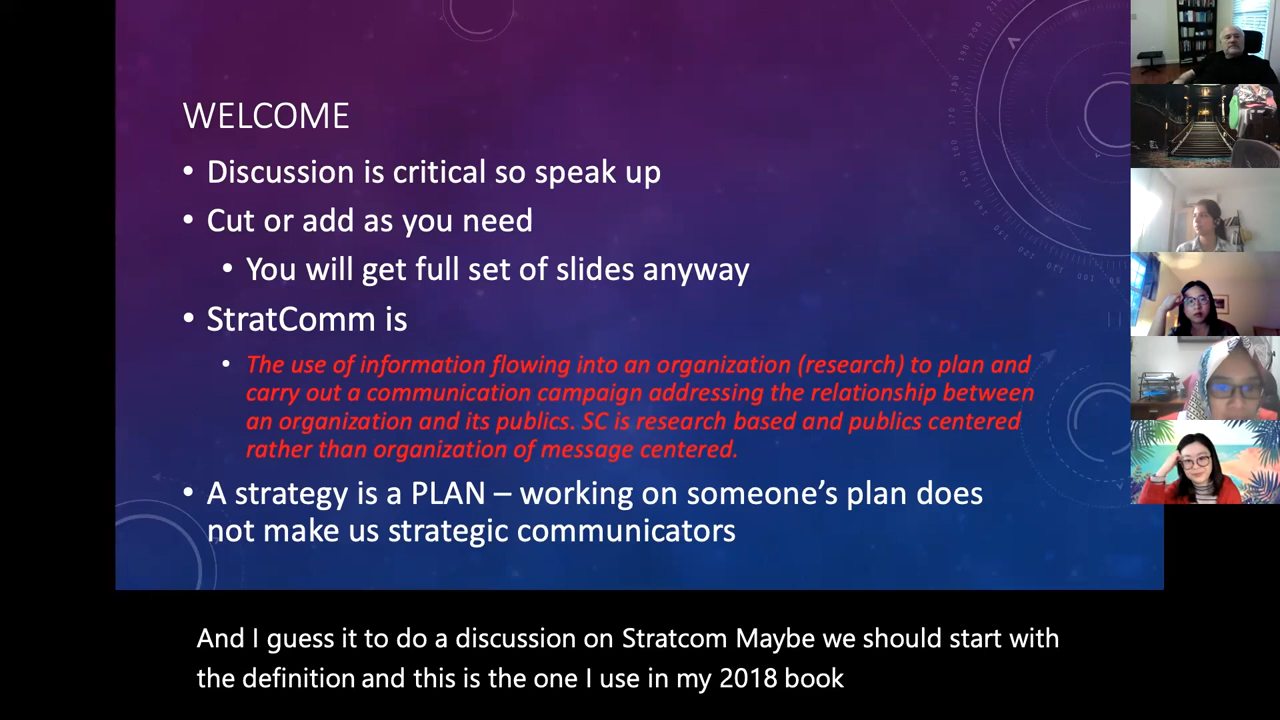 WELCOME
• Discussion is critical so speak up
• Cut or add as you need
• You will get full set of slides anyway
• StratComm is
• The use of information flowing into an organization (research) to plan and
carry out a communication campaign addressing the relationship between
an organization and its publics. SC is research based and publics centered
rather than organization of message centered.
• A strategy is a PLAN – working on someone’s plan does
not make us strategic communicators
And I guess it to do a discussion on Stratcom Maybe we should start with
the definition and this is the one I use in my 2018 book